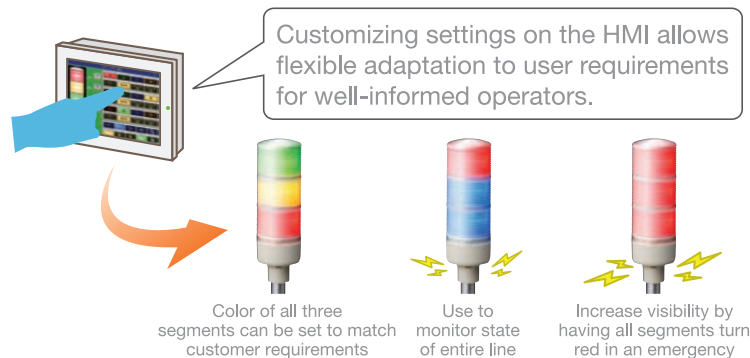 Customizing settings on the HMI allows
flexible adaptation to user requirements
for well-informed operators.
Color of all three
segments can be set to match
customer requirements
Use to
monitor state
of entire line
Increase visibility by
having all segments turn
red in an emergency